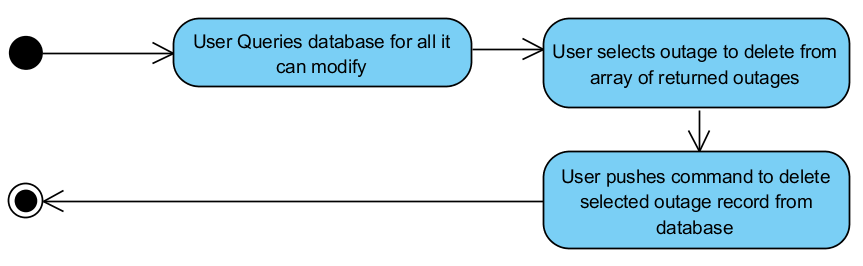 User Queries database for all it
can modify
User selects outage to delete from
array of returned outages
User pushes command to delete
selected outage record from
database